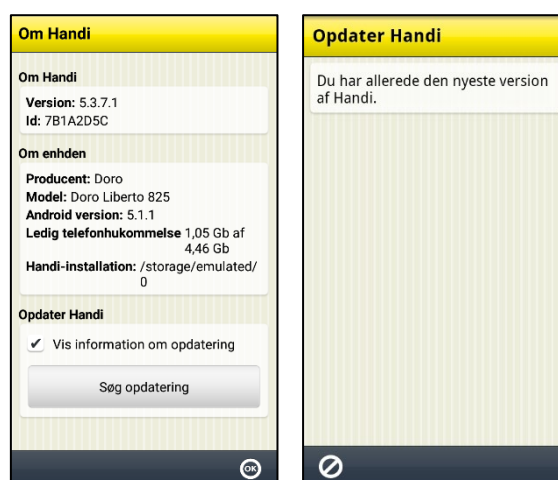 Om Handi
Om Handi
Version: 5.3.7.1
Id: 7B1A2D5C
Om enhden
Producent: Doro
Model: Doro Liberto 825
Android version: 5.1.1
Ledig telefonhukommelse 1,05 Gb af
4,46 Gb
Handi-installation: /storage/emulated/
0
Opdater Handi
Vis information om opdatering
Søg opdatering
OK
Opdater Handi
Du har allerede den nyeste version
af Handi.